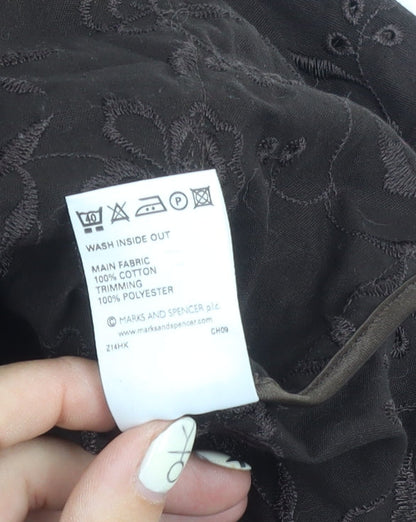 40 P
WASH INSIDE OUT
MAIN FABRIC
100% COTTON
TRIMMING
100% POLYESTER
© MARKS AND SPENCER p.l.c.
www.marksandspencer.com
Z14HK CH09